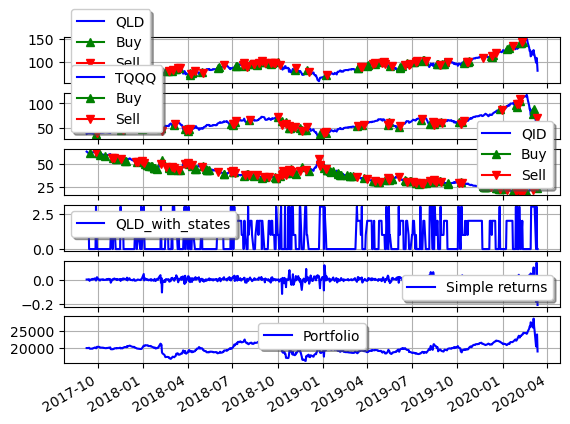 QLD
Buy
Sell
150
100
TQQQ
Buy
Sell
100
50
QID
Buy
Sell
50
25
QLD_with_states
2.5
0.0
Simple returns
0.0
−0.2
Portfolio
25000
20000
2017-10 2018-01 2018-04 2018-07 2018-10 2019-01 2019-04 2019-07 2019-10 2020-01 2020-04